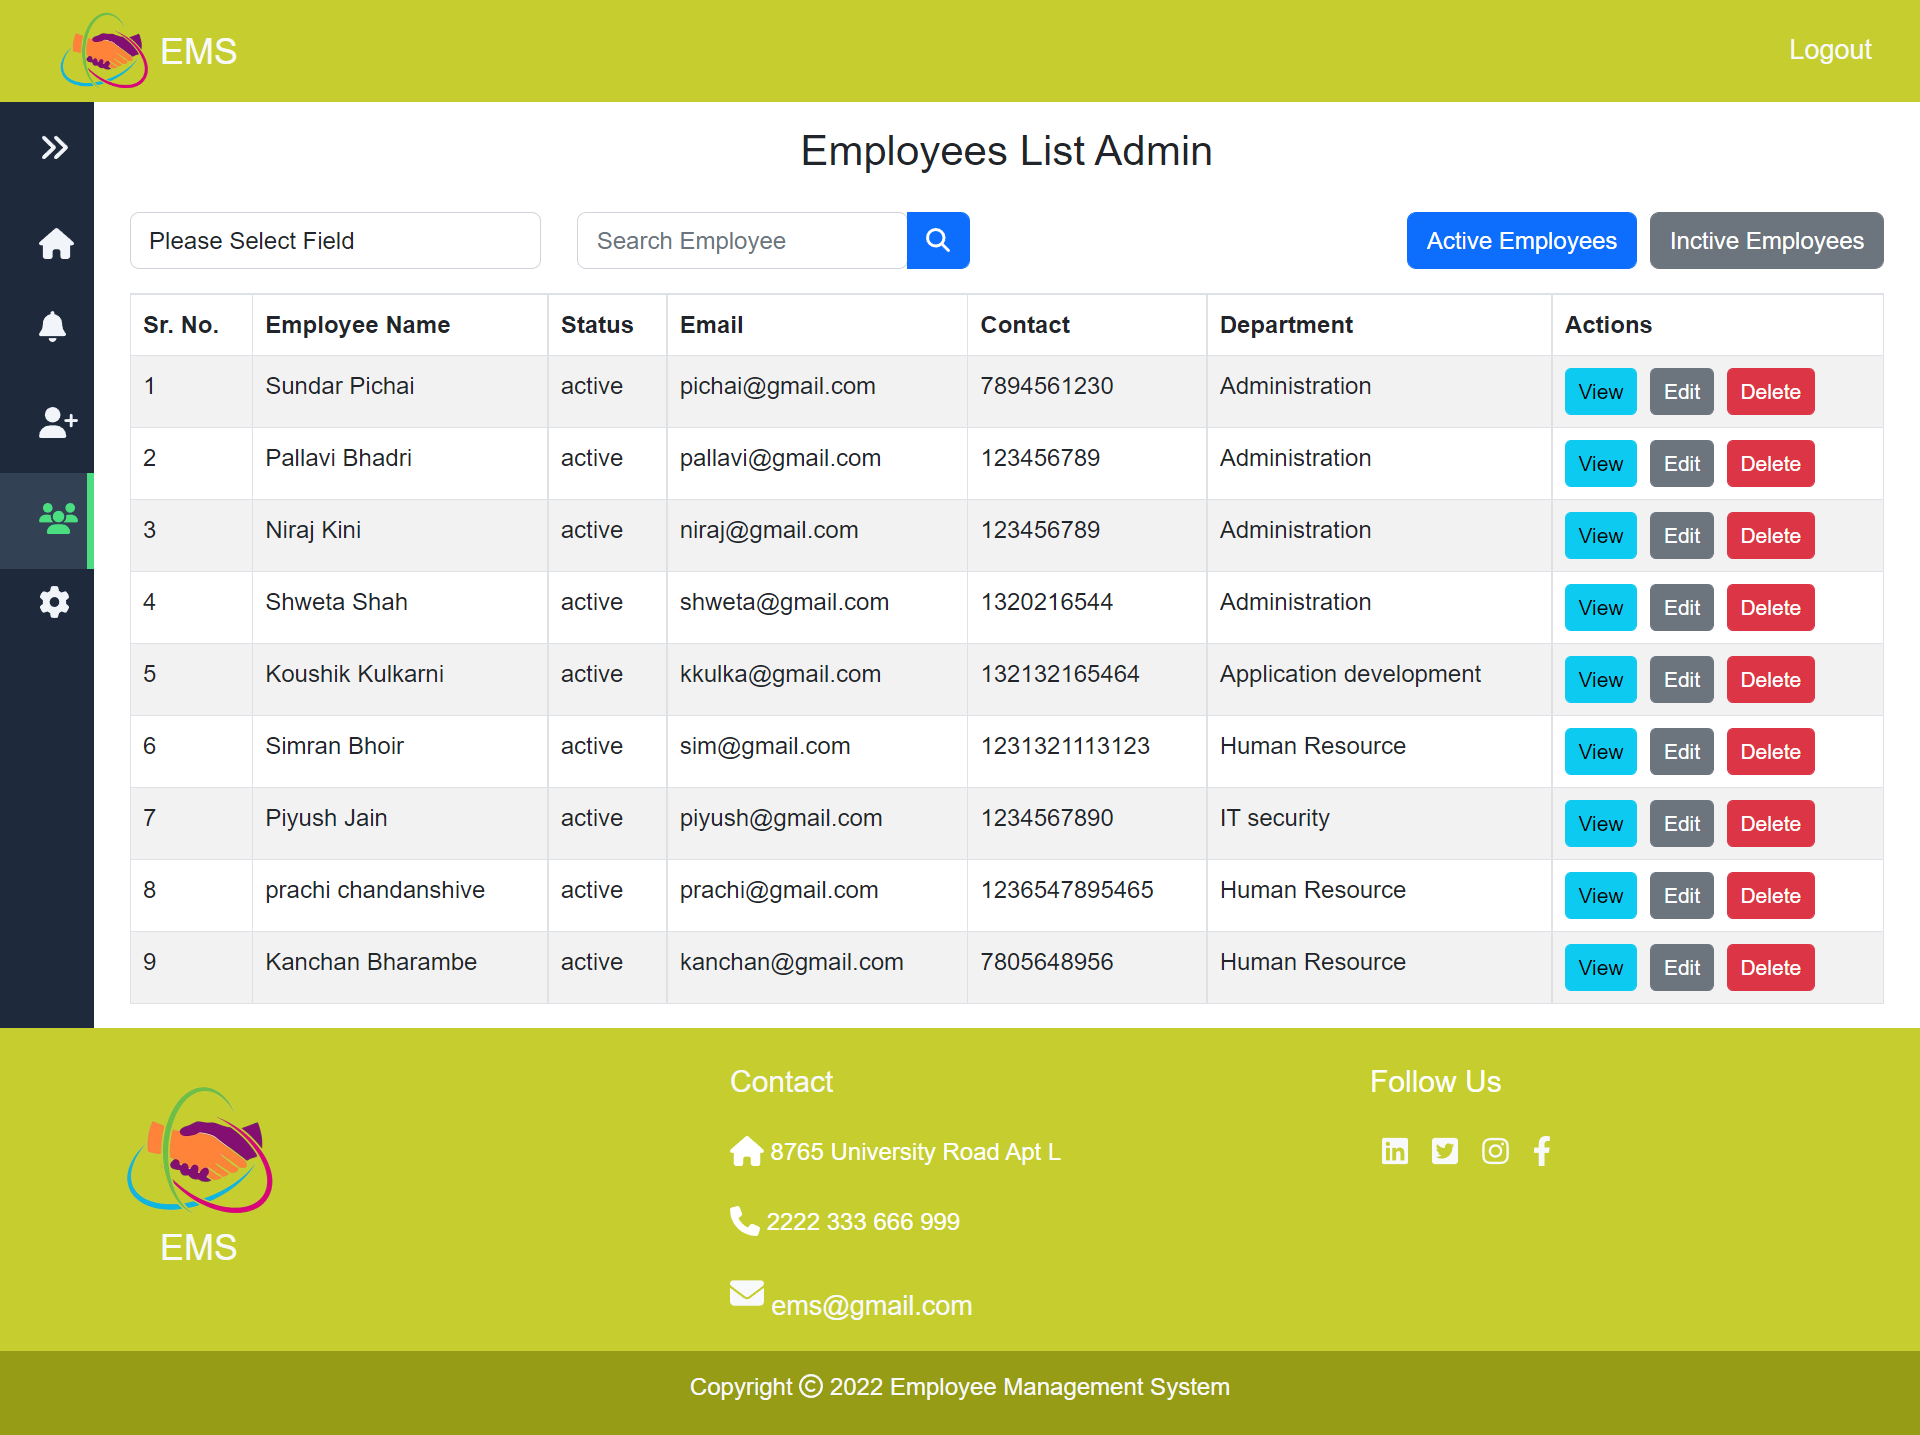 EMS
Logout
Employees List Admin
Please Select Field
Search Employee
Active Employees
Inctive Employees
Sr. No. Employee Name Status Email Contact Department Actions
1 Sundar Pichai active pichai@gmail.com 7894561230 Administration View Edit Delete
2 Pallavi Bhadri active pallavi@gmail.com 123456789 Administration View Edit Delete
3 Niraj Kini active niraj@gmail.com 123456789 Administration View Edit Delete
4 Shweta Shah active shweta@gmail.com 1320216544 Administration View Edit Delete
5 Koushik Kulkarni active kkulka@gmail.com 132132165464 Application development View Edit Delete
6 Simran Bhoir active sim@gmail.com 1231321113123 Human Resource View Edit Delete
7 Piyush Jain active piyush@gmail.com 1234567890 IT security View Edit Delete
8 prachi chandanshive active prachi@gmail.com 1236547895465 Human Resource View Edit Delete
9 Kanchan Bharambe active kanchan@gmail.com 7805648956 Human Resource View Edit Delete
EMS
Contact
8765 University Road Apt L
2222 333 666 999
ems@gmail.com
Follow Us
Copyright © 2022 Employee Management System